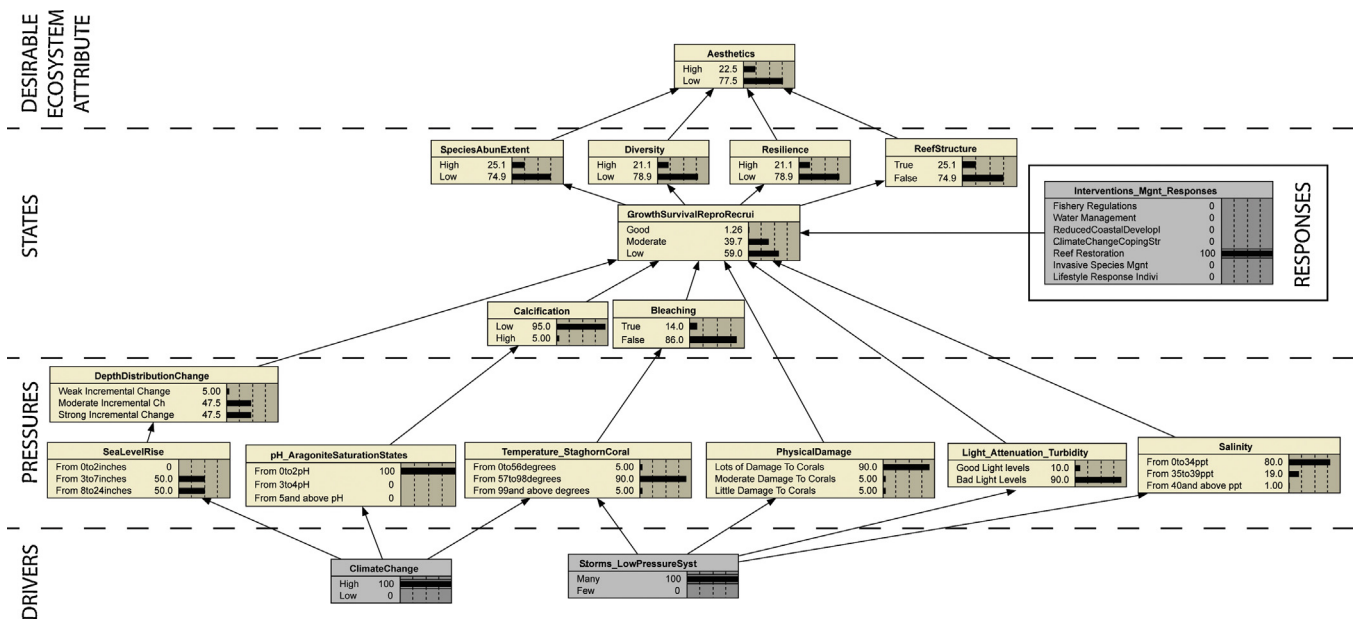 DESIRABLE
ECOSYSTEM
ATTRIBUTE
Aesthetics
High 22.5
Low 77.5
STATES
SpeciesAbunExtent
High 25.1
Low 74.9
Diversity
High 21.1
Low 78.9
Resilience
High 21.1
Low 78.9
ReefStructure
True 25.1
False 74.9
GrowthSurvivalReproRecrui
Good 1.26
Moderate 39.7
Low 59.0
Interventions_Mgnt_Responses
Fishery Regulations 0
Water Management 0
ReducedCoastalDevelopl 0
ClimateChangeCopingStr 0
Reef Restoration 100
Invasive Species Mgnt 0
Lifestyle Response Indivi 0
RESPONSES
Calcification
Low 95.0
High 5.00
Bleaching
True 14.0
False 86.0
PRESSURES
DepthDistributionChange
Weak Incremental Change 5.00
Moderate Incremental Ch 47.5
Strong Incremental Change 47.5
SeaLevelRise
From 0to2inches 0
From 3to7inches 50.0
From 8to24inches 50.0
pH_AragoniteSaturationStates
From 0to2pH 100
From 3to4pH 0
From 5and above pH 0
Temperature_StaghornCoral
From 0to56degrees 5.00
From 57to98degrees 90.0
From 99and above degrees 5.00
PhysicalDamage
Lots of Damage To Corals 90.0
Moderate Damage To Corals 5.00
Little Damage To Corals 5.00
Light_Attenuation_Turbidity
Good Light levels 10.0
Bad Light Levels 90.0
Salinity
From 0to34ppt 80.0
From 35to39ppt 19.0
From 40and above ppt 1.00
DRIVERS
ClimateChange
High 100
Low 0
Storms_LowPressureSyst
Many 100
Few 0